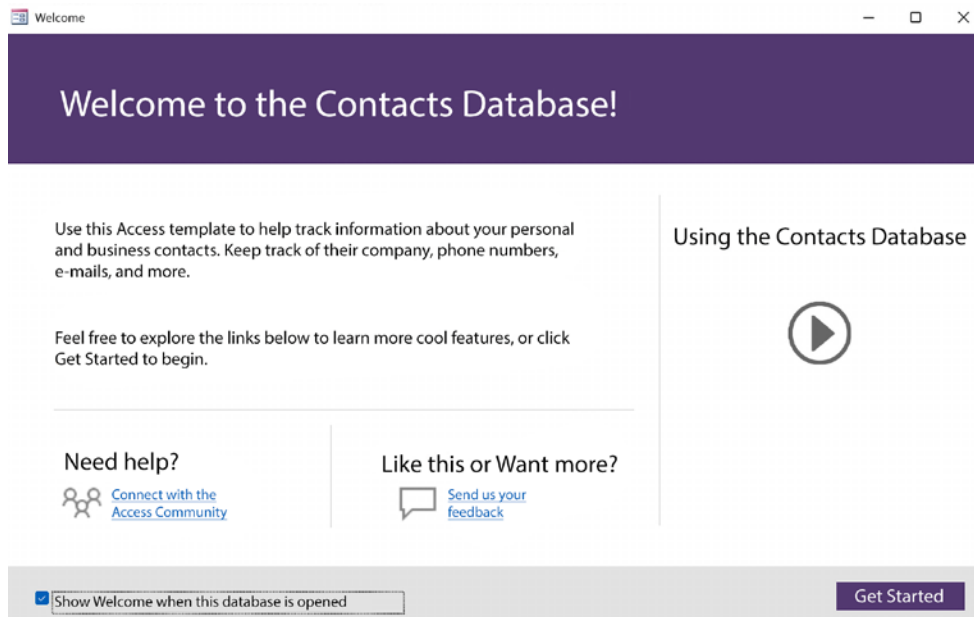 Welcome
Welcome to the Contacts Database!
Use this Access template to help track information about your personal
and business contacts. Keep track of their company, phone numbers,
e-mails, and more.
Feel free to explore the links below to learn more cool features, or click
Get Started to begin.
Need help?
Connect with the
Access Community
Like this or Want more?
Send us your
feedback
Using the Contacts Database
Show Welcome when this database is opened
Get Started